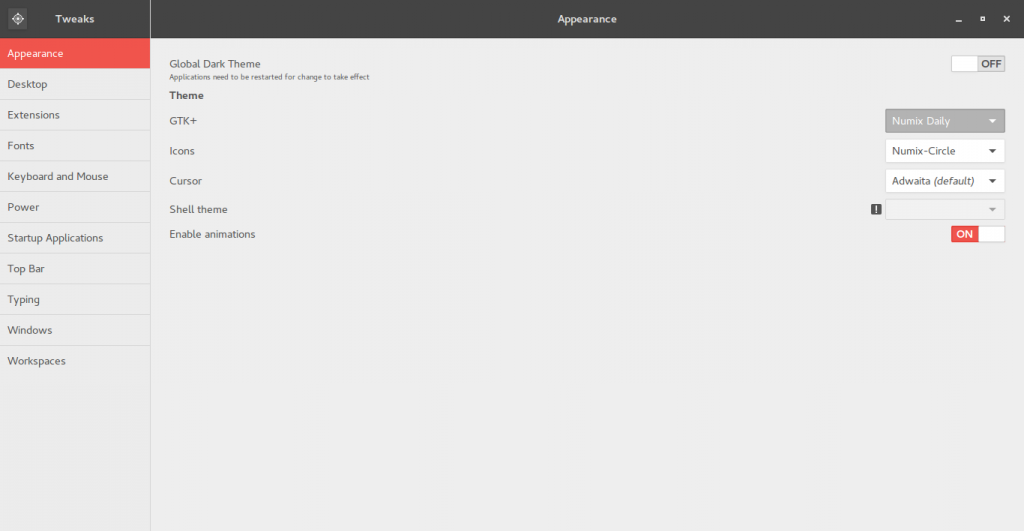 Tweaks
Appearance
Appearance
Desktop
Extensions
Fonts
Keyboard and Mouse
Power
Startup Applications
Top Bar
Typing
Windows
Workspaces
Global Dark Theme
OFF
Applications need to be restarted for change to take effect
Theme
GTK+
Numix Daily
Icons
Numix-Circle
Cursor
Adwaita (default)
Shell theme
Enable animations
ON